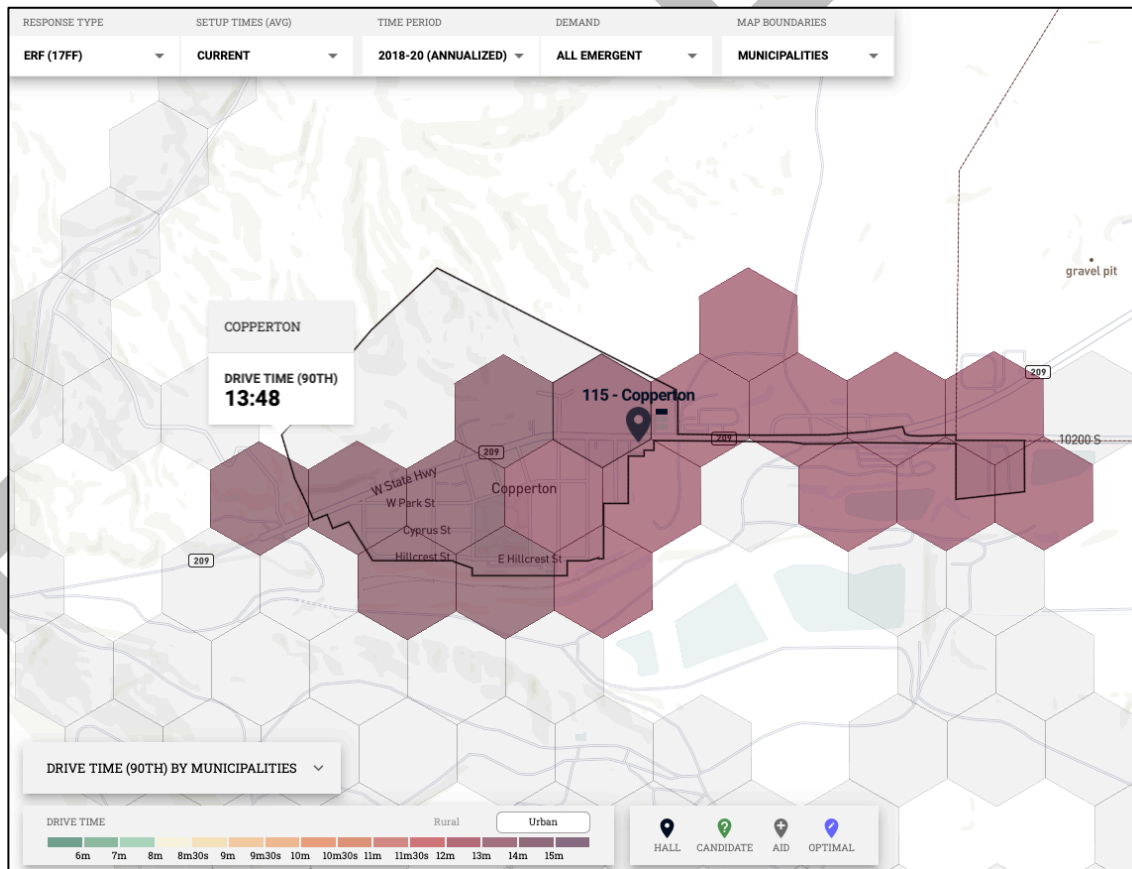 RESPONSE TYPE SETUP TIMES (AVG) TIME PERIOD DEMAND MAP BOUNDARIES
ERF (17FF) CURRENT 2018-20 (ANNUALIZED) ALL EMERGENT MUNICIPALITIES
gravel pit
COPPERTON
DRIVE TIME (90TH)
13:48
209
115 - Copperton
209
10200 S
209
W State Hwy
Copperton
W Park St
Cyprus St
Hillcrest St
E Hillcrest St
209
DRIVE TIME (90TH) BY MUNICIPALITIES
DRIVE TIME Rural Urban
6m 7m 8m 8m30s 9m 9m30s 10m 10m30s 11m 11m30s 12m 13m 14m 15m
HALL CANDIDATE AID OPTIMAL